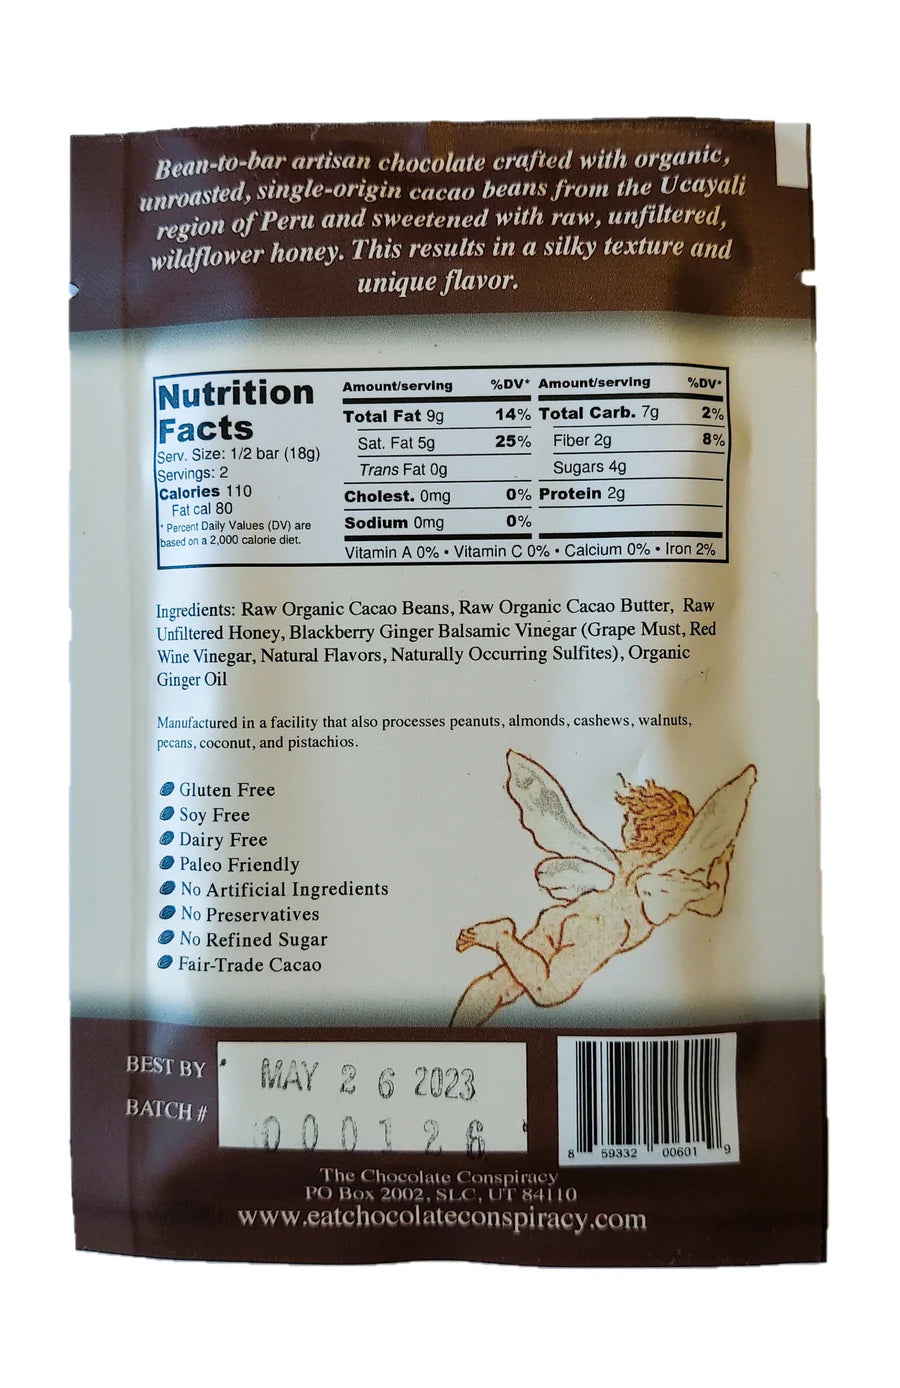 Bean-to-bar artisan chocolate crafted with organic,
unroasted, single-origin cacao beans from the Ucayali
region of Peru and sweetened with raw, unfiltered,
wildflower honey. This results in a silky texture and
unique flavor.
Nutrition
Facts
Serv. Size: 1/2 bar (18g)
Servings: 2
Calories 110
Fat cal 80
* Percent Daily Values (DV) are
based on a 2,000 calorie diet.
Amount/serving %DV*
Total Fat 9g 14%
Sat. Fat 5g 25%
Trans Fat 0g
Cholest. 0mg 0%
Sodium 0mg 0%
Amount/serving %DV*
Total Carb. 7g 2%
Fiber 2g 8%
Sugars 4g
Protein 2g
Vitamin A 0% • Vitamin C 0% • Calcium 0% • Iron 2%
Ingredients: Raw Organic Cacao Beans, Raw Organic Cacao Butter, Raw
Unfiltered Honey, Blackberry Ginger Balsamic Vinegar (Grape Must, Red
Wine Vinegar, Natural Flavors, Naturally Occurring Sulfites), Organic
Ginger Oil
Manufactured in a facility that also processes peanuts, almonds, cashews, walnuts,
pecans, coconut, and pistachios.
Gluten Free
Soy Free
Dairy Free
Paleo Friendly
No Artificial Ingredients
No Preservatives
No Refined Sugar
Fair-Trade Cacao
BEST BY MAY 26 2023
BATCH # 000126
8 59332 00601 9
The Chocolate Conspiracy
PO Box 2002, SLC, UT 84110
www.eatchocolateconspiracy.com